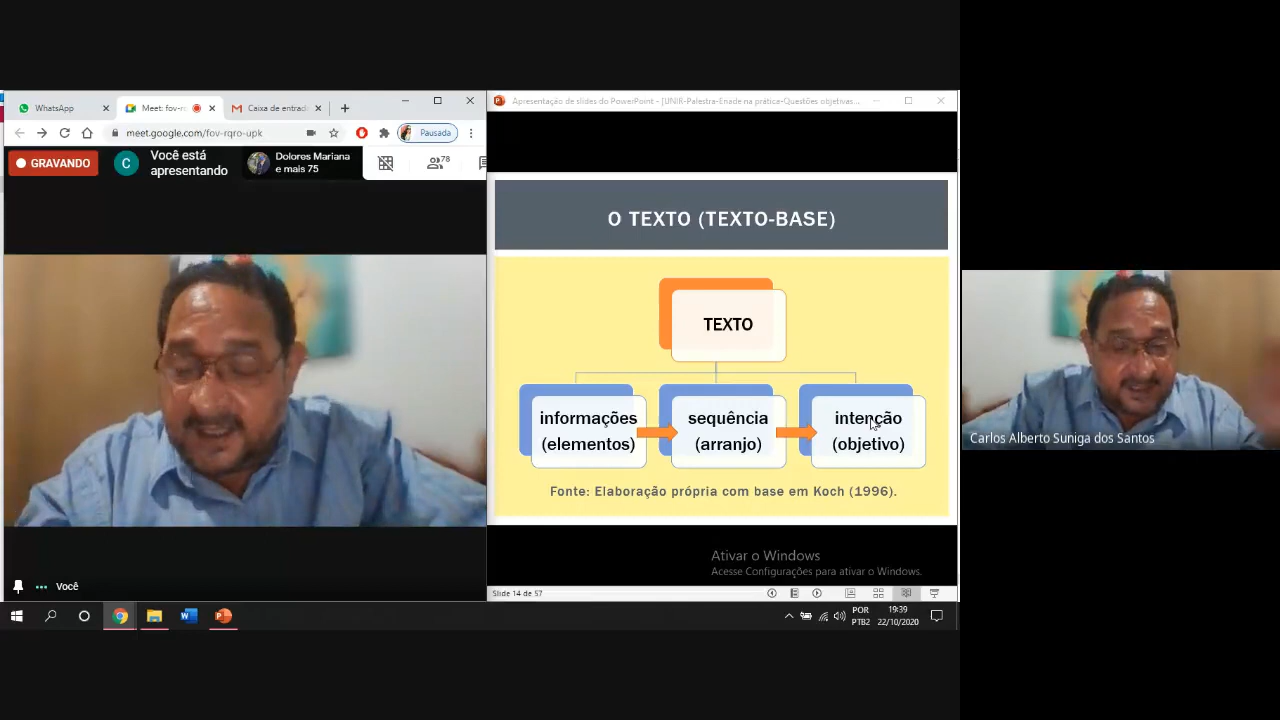 WhatsApp
Meet: fov-r
Caixa de entrad
meet.google.com/fov-rqro-upk
Pausada
GRAVANDO
C
Você está
apresentando
Dolores Mariana
e mais 75
78
Você
Apresentação de slides do PowerPoint - [UNIR-Palestra-Enade na prática-Questões objetivas...
O TEXTO (TEXTO-BASE)
TEXTO
informações
(elementos)
sequência
(arranjo)
intenção
(objetivo)
Fonte: Elaboração própria com base em Koch (1996).
Ativar o Windows
Acesse Configurações para ativar o Windows.
Slide 14 de 57
POR
PTB2
19:39
22/10/2020
Carlos Alberto Suniga dos Santos